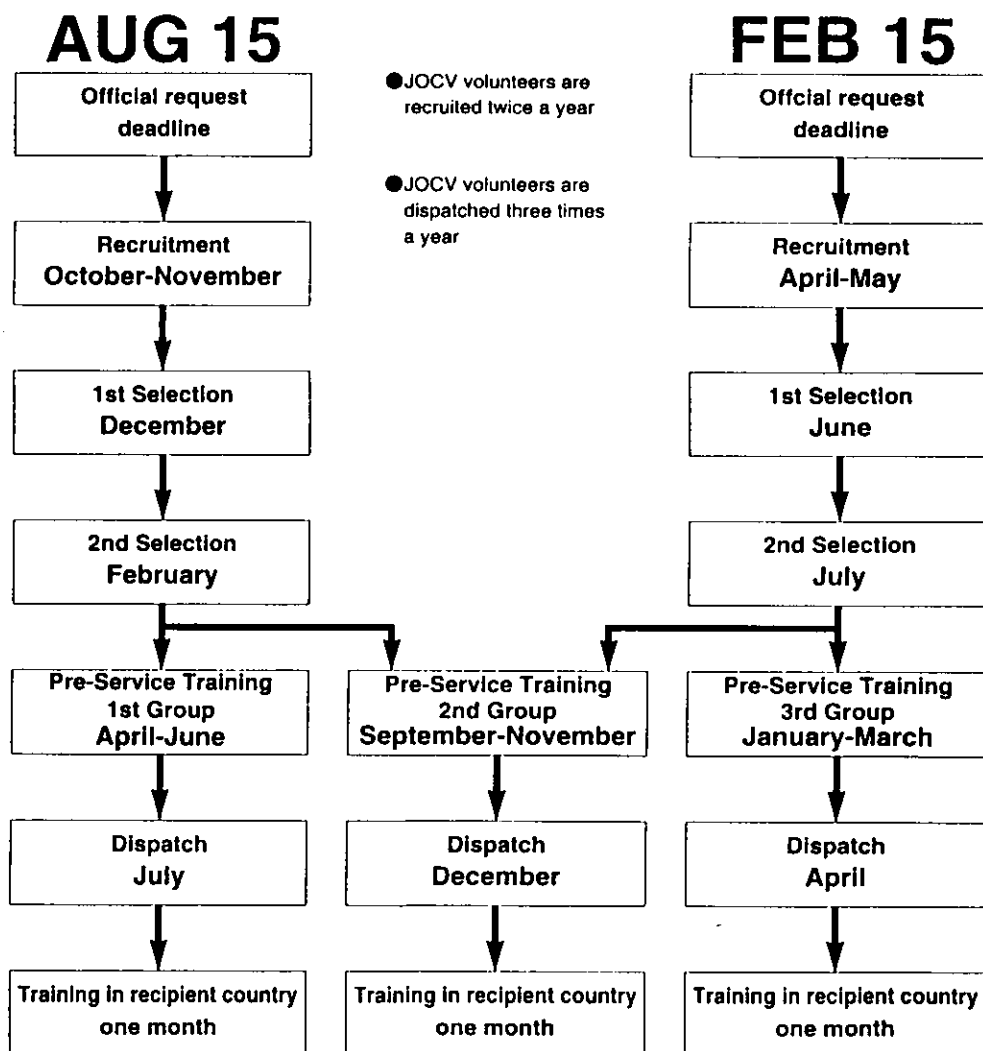 AUG 15
Official request
deadline
Recruitment
October-November
1st Selection
December
2nd Selection
February
Pre-Service Training
1st Group
April-June
Dispatch
July
Training in recipient country
one month
●JOCV volunteers are
recruited twice a year
●JOCV volunteers are
dispatched three times
a year
Pre-Service Training
2nd Group
September-November
Dispatch
December
Training in recipient country
one month
FEB 15
Offcial request
deadline
Recruitment
April-May
1st Selection
June
2nd Selection
July
Pre-Service Training
3rd Group
January-March
Dispatch
April
Training in recipient country
one month